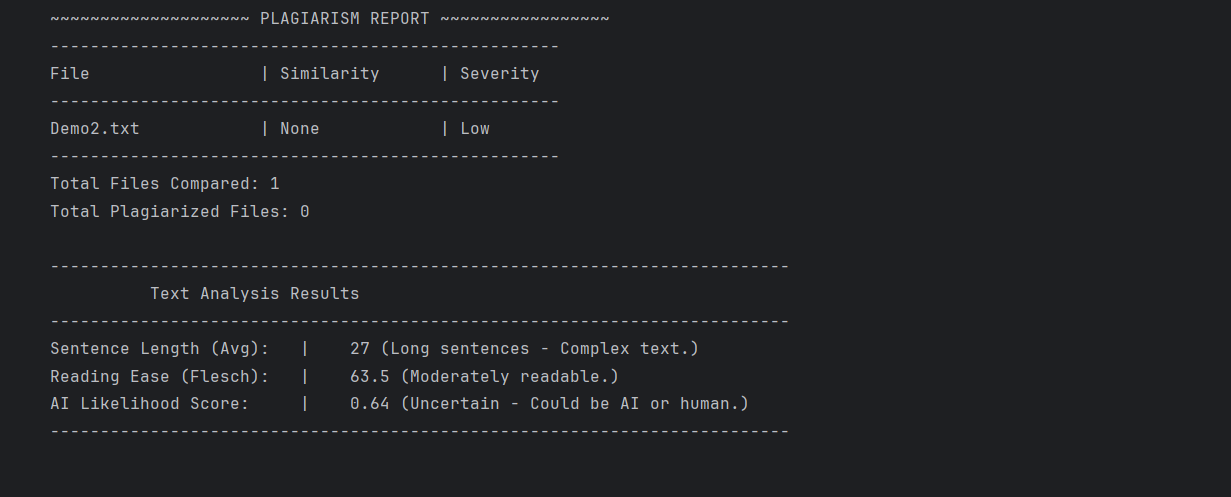 ~~~~~~~~~~~~~~~~~~~~ PLAGIARISM REPORT ~~~~~~~~~~~~~~~~~
---------------------------------------------------
File                 | Similarity      | Severity
---------------------------------------------------
Demo2.txt            | None            | Low
---------------------------------------------------
Total Files Compared: 1
Total Plagiarized Files: 0
--------------------------------------------------------------------------
          Text Analysis Results
--------------------------------------------------------------------------
Sentence Length (Avg):   |    27 (Long sentences - Complex text.)
Reading Ease (Flesch):   |    63.5 (Moderately readable.)
AI Likelihood Score:     |    0.64 (Uncertain - Could be AI or human.)
--------------------------------------------------------------------------